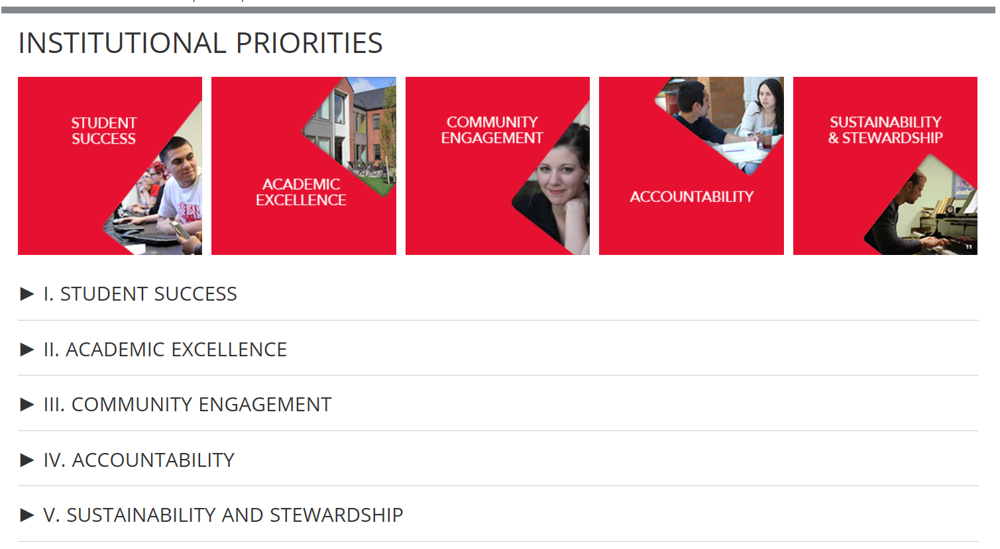 INSTITUTIONAL PRIORITIES
STUDENT
SUCCESS
ACADEMIC
EXCELLENCE
COMMUNITY
ENGAGEMENT
ACCOUNTABILITY
SUSTAINABILITY
& STEWARDSHIP
11
► I. STUDENT SUCCESS
► II. ACADEMIC EXCELLENCE
► III. COMMUNITY ENGAGEMENT
► IV. ACCOUNTABILITY
► V. SUSTAINABILITY AND STEWARDSHIP